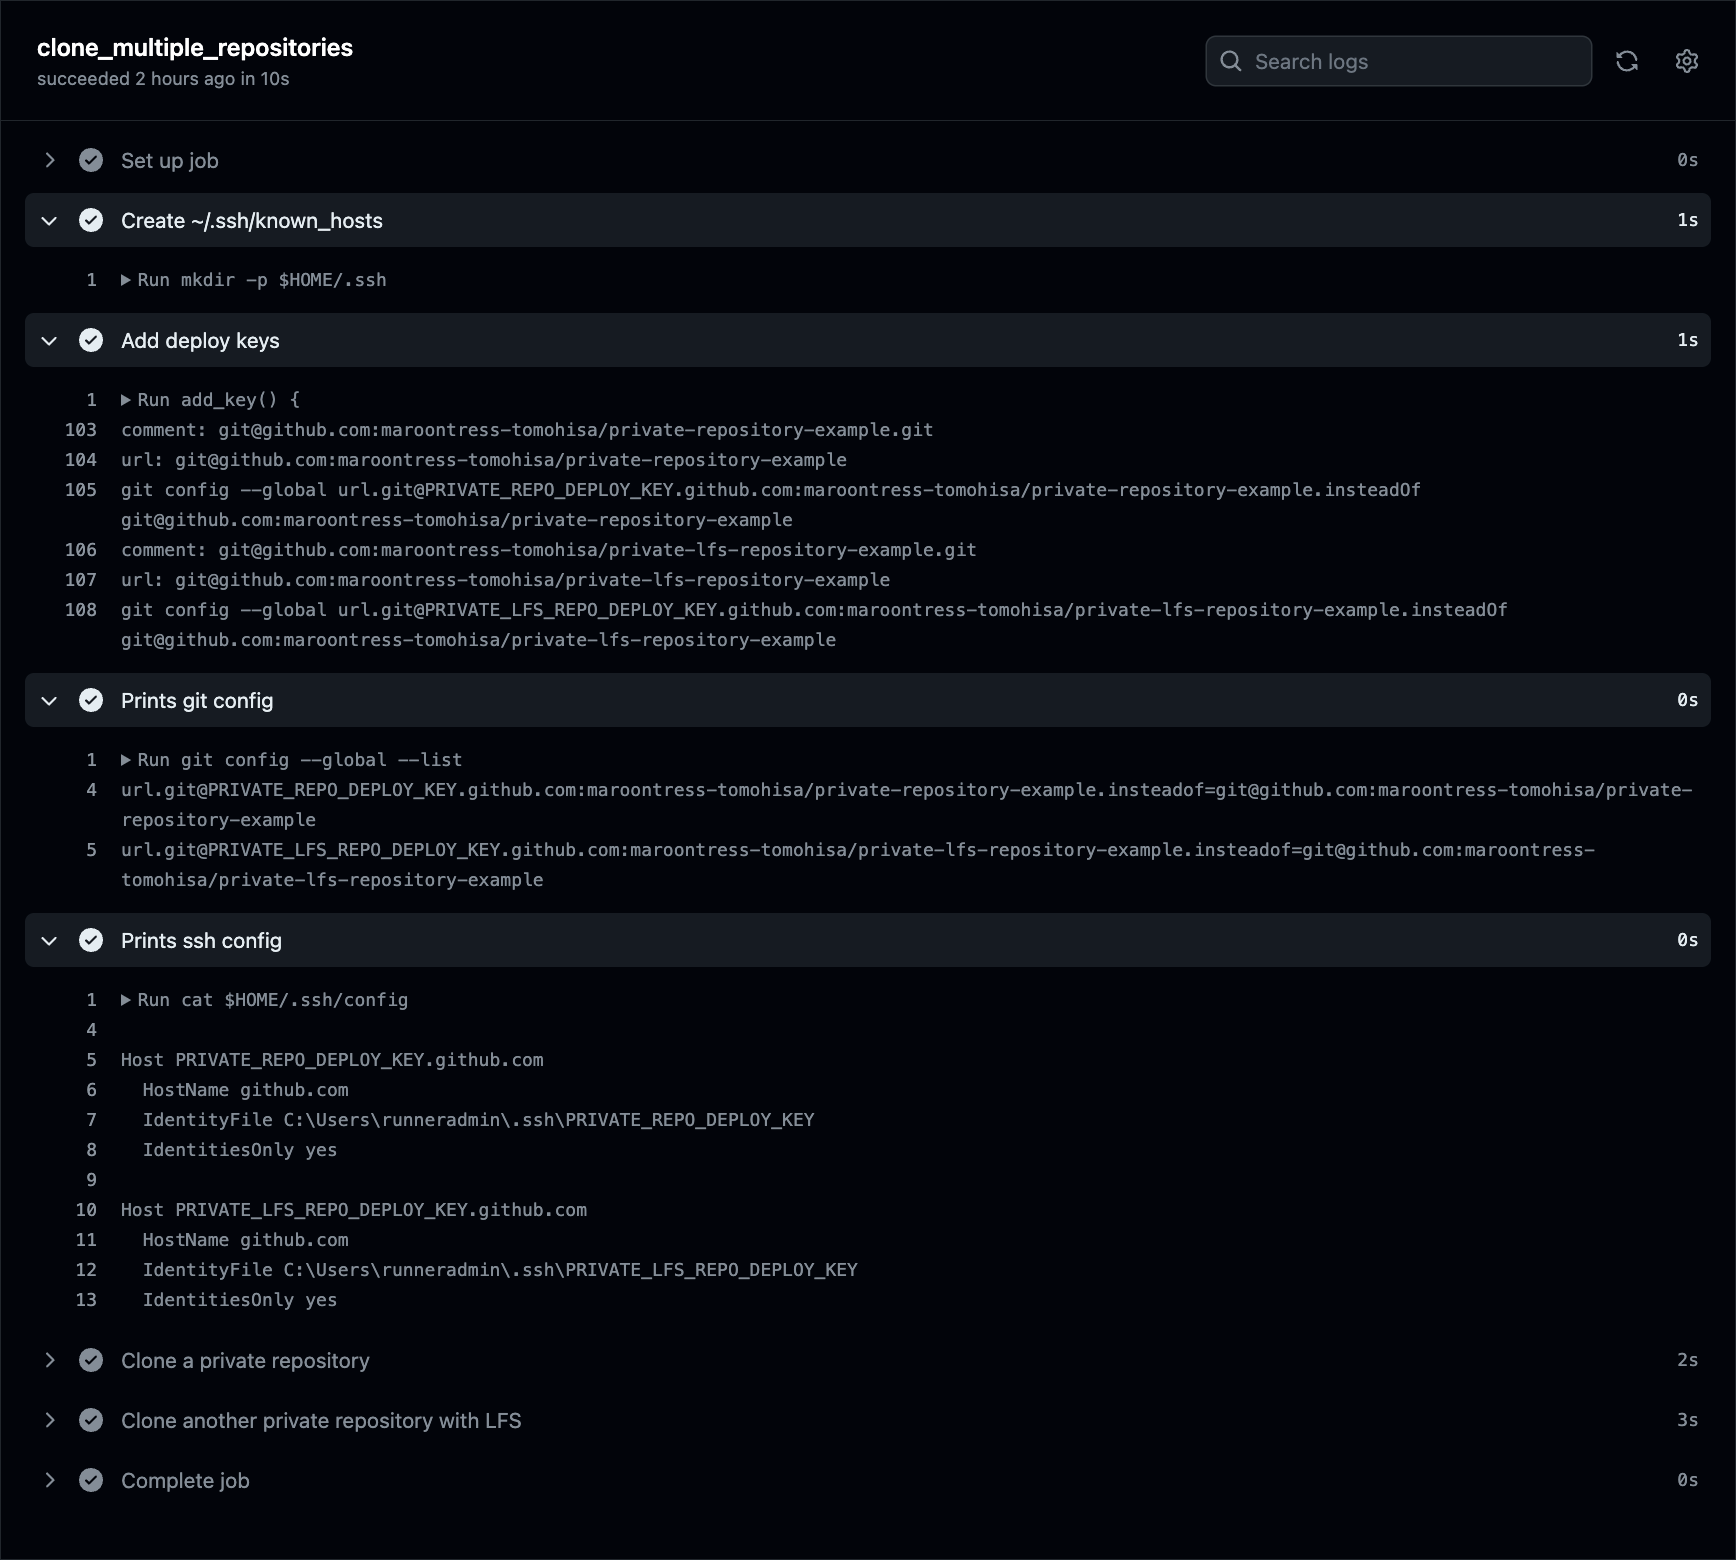 clone_multiple_repositories
succeeded 2 hours ago in 10s
Search logs
Set up job 0s
Create ~/.ssh/known_hosts 1s
1 Run mkdir -p $HOME/.ssh
Add deploy keys 1s
1 Run add_key() {
103 comment: git@github.com:maroontress-tomohisa/private-repository-example.git
104 url: git@github.com:maroontress-tomohisa/private-repository-example
105 git config --global url.git@PRIVATE_REPO_DEPLOY_KEY.github.com:maroontress-tomohisa/private-repository-example.insteadOf
git@github.com:maroontress-tomohisa/private-repository-example
106 comment: git@github.com:maroontress-tomohisa/private-lfs-repository-example.git
107 url: git@github.com:maroontress-tomohisa/private-lfs-repository-example
108 git config --global url.git@PRIVATE_LFS_REPO_DEPLOY_KEY.github.com:maroontress-tomohisa/private-lfs-repository-example.insteadOf
git@github.com:maroontress-tomohisa/private-lfs-repository-example
Prints git config 0s
1 Run git config --global --list
4 url.git@PRIVATE_REPO_DEPLOY_KEY.github.com:maroontress-tomohisa/private-repository-example.insteadof=git@github.com:maroontress-tomohisa/private-
repository-example
5 url.git@PRIVATE_LFS_REPO_DEPLOY_KEY.github.com:maroontress-tomohisa/private-lfs-repository-example.insteadof=git@github.com:maroontress-
tomohisa/private-lfs-repository-example
Prints ssh config 0s
1 Run cat $HOME/.ssh/config
4
5 Host PRIVATE_REPO_DEPLOY_KEY.github.com
6 HostName github.com
7 IdentityFile C:\Users\runneradmin\.ssh\PRIVATE_REPO_DEPLOY_KEY
8 IdentitiesOnly yes
9
10 Host PRIVATE_LFS_REPO_DEPLOY_KEY.github.com
11 HostName github.com
12 IdentityFile C:\Users\runneradmin\.ssh\PRIVATE_LFS_REPO_DEPLOY_KEY
13 IdentitiesOnly yes
Clone a private repository 2s
Clone another private repository with LFS 3s
Complete job 0s